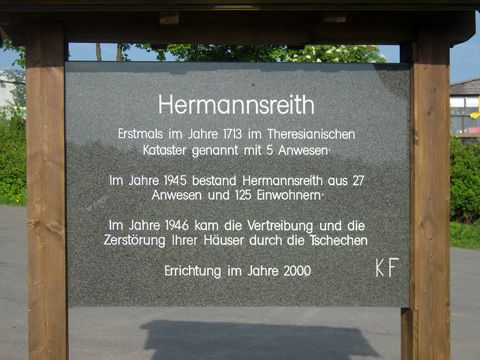 Hermannsreith
Erstmals im Jahre 1713 im Theresianischen
Kataster genannt mit 5 Anwesen·
Im Jahre 1945 bestand Hermannsreith aus 27
Anwesen und 125 Einwohnern·
Im Jahre 1946 kam die Vertreibung und die
Zerstörung Ihrer Häuser durch die Tschechen
Errichtung im Jahre 2000
KF